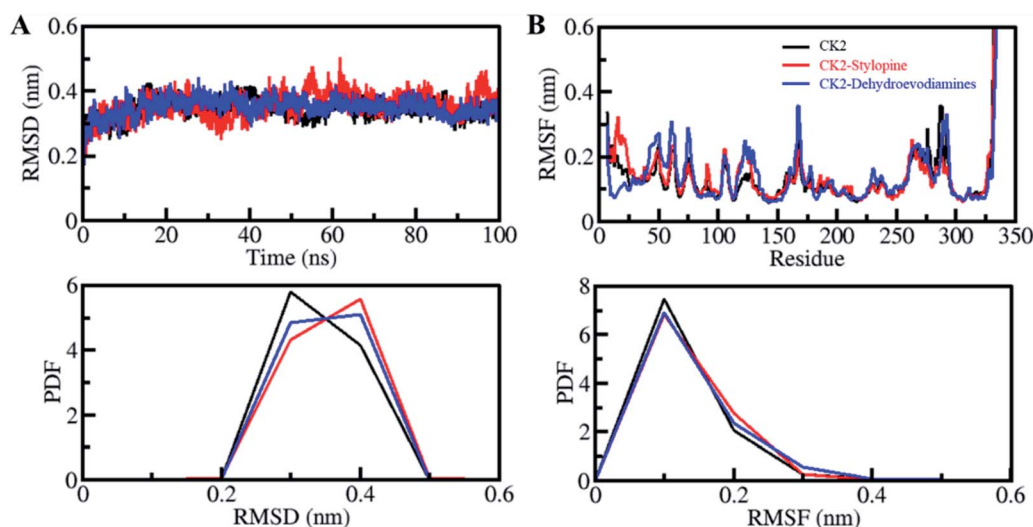 A
B
0.6
0.4
0.2
0
RMSD (nm)
0 20 40 60 80 100
Time (ns)
0.6
0.4
0.2
0
RMSF (nm)
CK2
CK2-Stylopine
CK2-Dehydroevodiamines
0 50 100 150 200 250 300 350
Residue
6
4
2
0
PDF
0 0.2 0.4 0.6
RMSD (nm)
8
6
4
2
0
PDF
0 0.2 0.4 0.6
RMSF (nm)